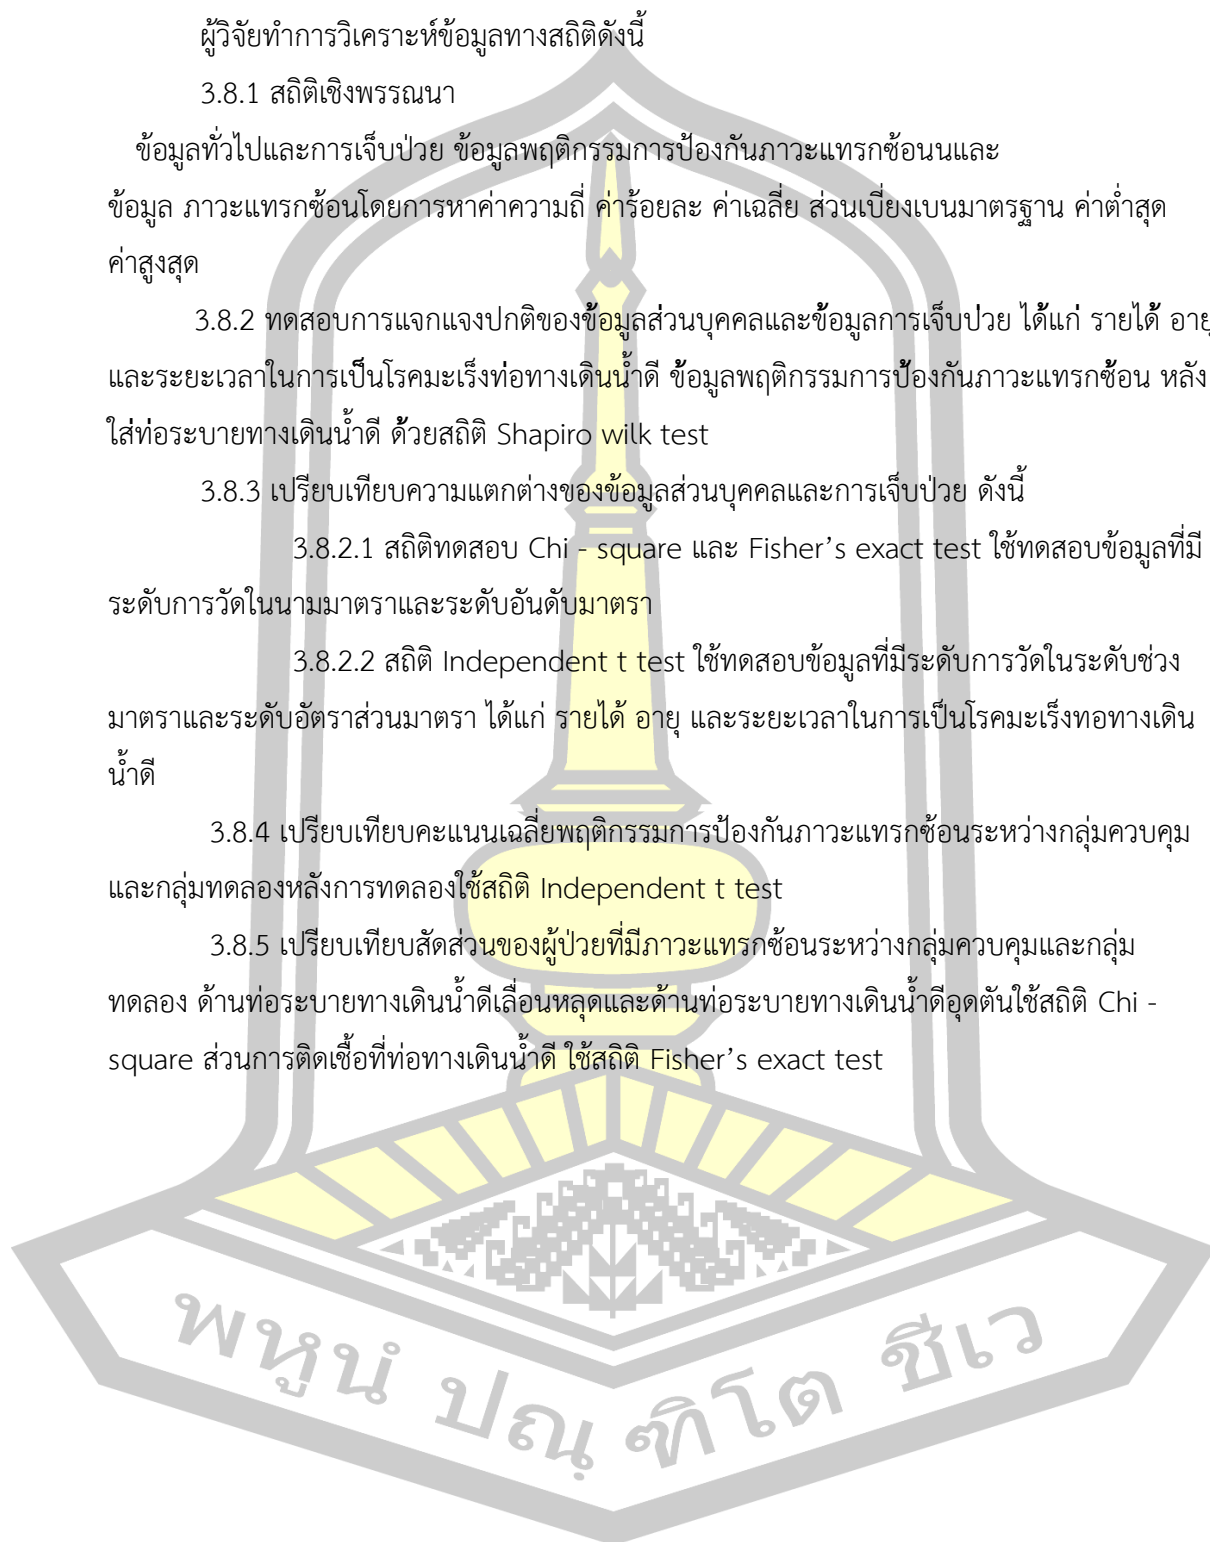 ผู้วิจัยทำการวิเคราะห์ข้อมูลทางสถิติดังนี้
3.8.1 สถิติเชิงพรรณนา
ข้อมูลทั่วไปและการเจ็บป่วย ข้อมูลพฤติกรรมการป้องกันภาวะแทรกซ้อนนและ
ข้อมูล ภาวะแทรกซ้อนโดยการหาค่าความถี่ ค่าร้อยละ ค่าเฉลี่ย ส่วนเบี่ยงเบนมาตรฐาน ค่าต่ำสุด
ค่าสูงสุด
3.8.2 ทดสอบการแจกแจงปกติของข้อมูลส่วนบุคคลและข้อมูลการเจ็บป่วย ได้แก่ รายได้ อายุ
และระยะเวลาในการเป็นโรคมะเร็งท่อทางเดินน้ำดี ข้อมูลพฤติกรรมการป้องกันภาวะแทรกซ้อน หลัง
ใส่ท่อระบายทางเดินน้ำดี ด้วยสถิติ Shapiro wilk test
3.8.3 เปรียบเทียบความแตกต่างของข้อมูลส่วนบุคคลและการเจ็บป่วย ดังนี้
3.8.2.1 สถิติทดสอบ Chi - square และ Fisher’s exact test ใช้ทดสอบข้อมูลที่มี
ระดับการวัดในนามมาตราและระดับอันดับมาตรา
3.8.2.2 สถิติ Independent t test ใช้ทดสอบข้อมูลที่มีระดับการวัดในระดับช่วง
มาตราและระดับอัตราส่วนมาตรา ได้แก่ รายได้ อายุ และระยะเวลาในการเป็นโรคมะเร็งทอทางเดิน
น้ำดี
3.8.4 เปรียบเทียบคะแนนเฉลี่ยพฤติกรรมการป้องกันภาวะแทรกซ้อนระหว่างกลุ่มควบคุม
และกลุ่มทดลองหลังการทดลองใช้สถิติ Independent t test
3.8.5 เปรียบเทียบสัดส่วนของผู้ป่วยที่มีภาวะแทรกซ้อนระหว่างกลุ่มควบคุมและกลุ่ม
ทดลอง ด้านท่อระบายทางเดินน้ำดีเลื่อนหลุดและด้านท่อระบายทางเดินน้ำดีอุดตันใช้สถิติ Chi -
square ส่วนการติดเชื้อที่ท่อทางเดินน้ำดี ใช้สถิติ Fisher’s exact test
พหูนํ ปณฺ ฑิโต ชีเว